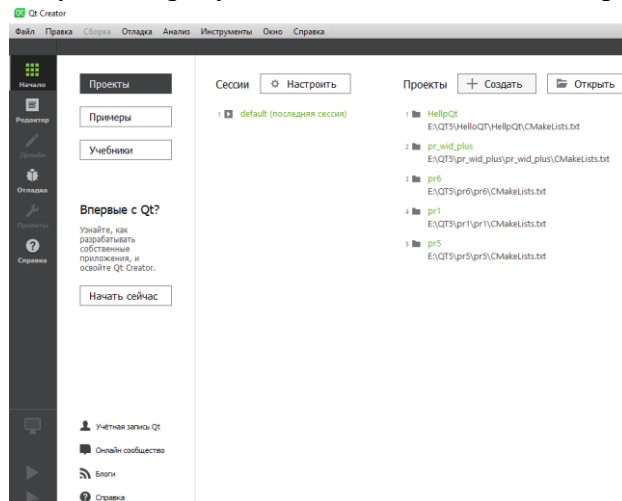 Qt Creator
Файл Правка Сборка Отладка Анализ Инструменты Окно Справка
Начало
Редактор
Дизайн
Отладка
Проекты
Справка
Проекты
Примеры
Учебники
Впервые с Qt?
Узнайте, как
разрабатывать
собственные
приложения, и
освойте Qt Creator.
Начать сейчас
Учётная запись Qt
Онлайн сообщество
Блоги
Справка
Сессии Настроить
1 default (последняя сессия)
Проекты Создать Открыть
1 HellpQt
E:\QT5\HelloQT\HellpQt\CMakeLists.txt
2 pr_wid_plus
E:\QT5\pr_wid_plus\pr_wid_plus\CMakeLists.txt
3 pr6
E:\QT5\pr6\pr6\CMakeLists.txt
4 pr1
E:\QT5\pr1\pr1\CMakeLists.txt
5 pr5
E:\QT5\pr5\pr5\CMakeLists.txt